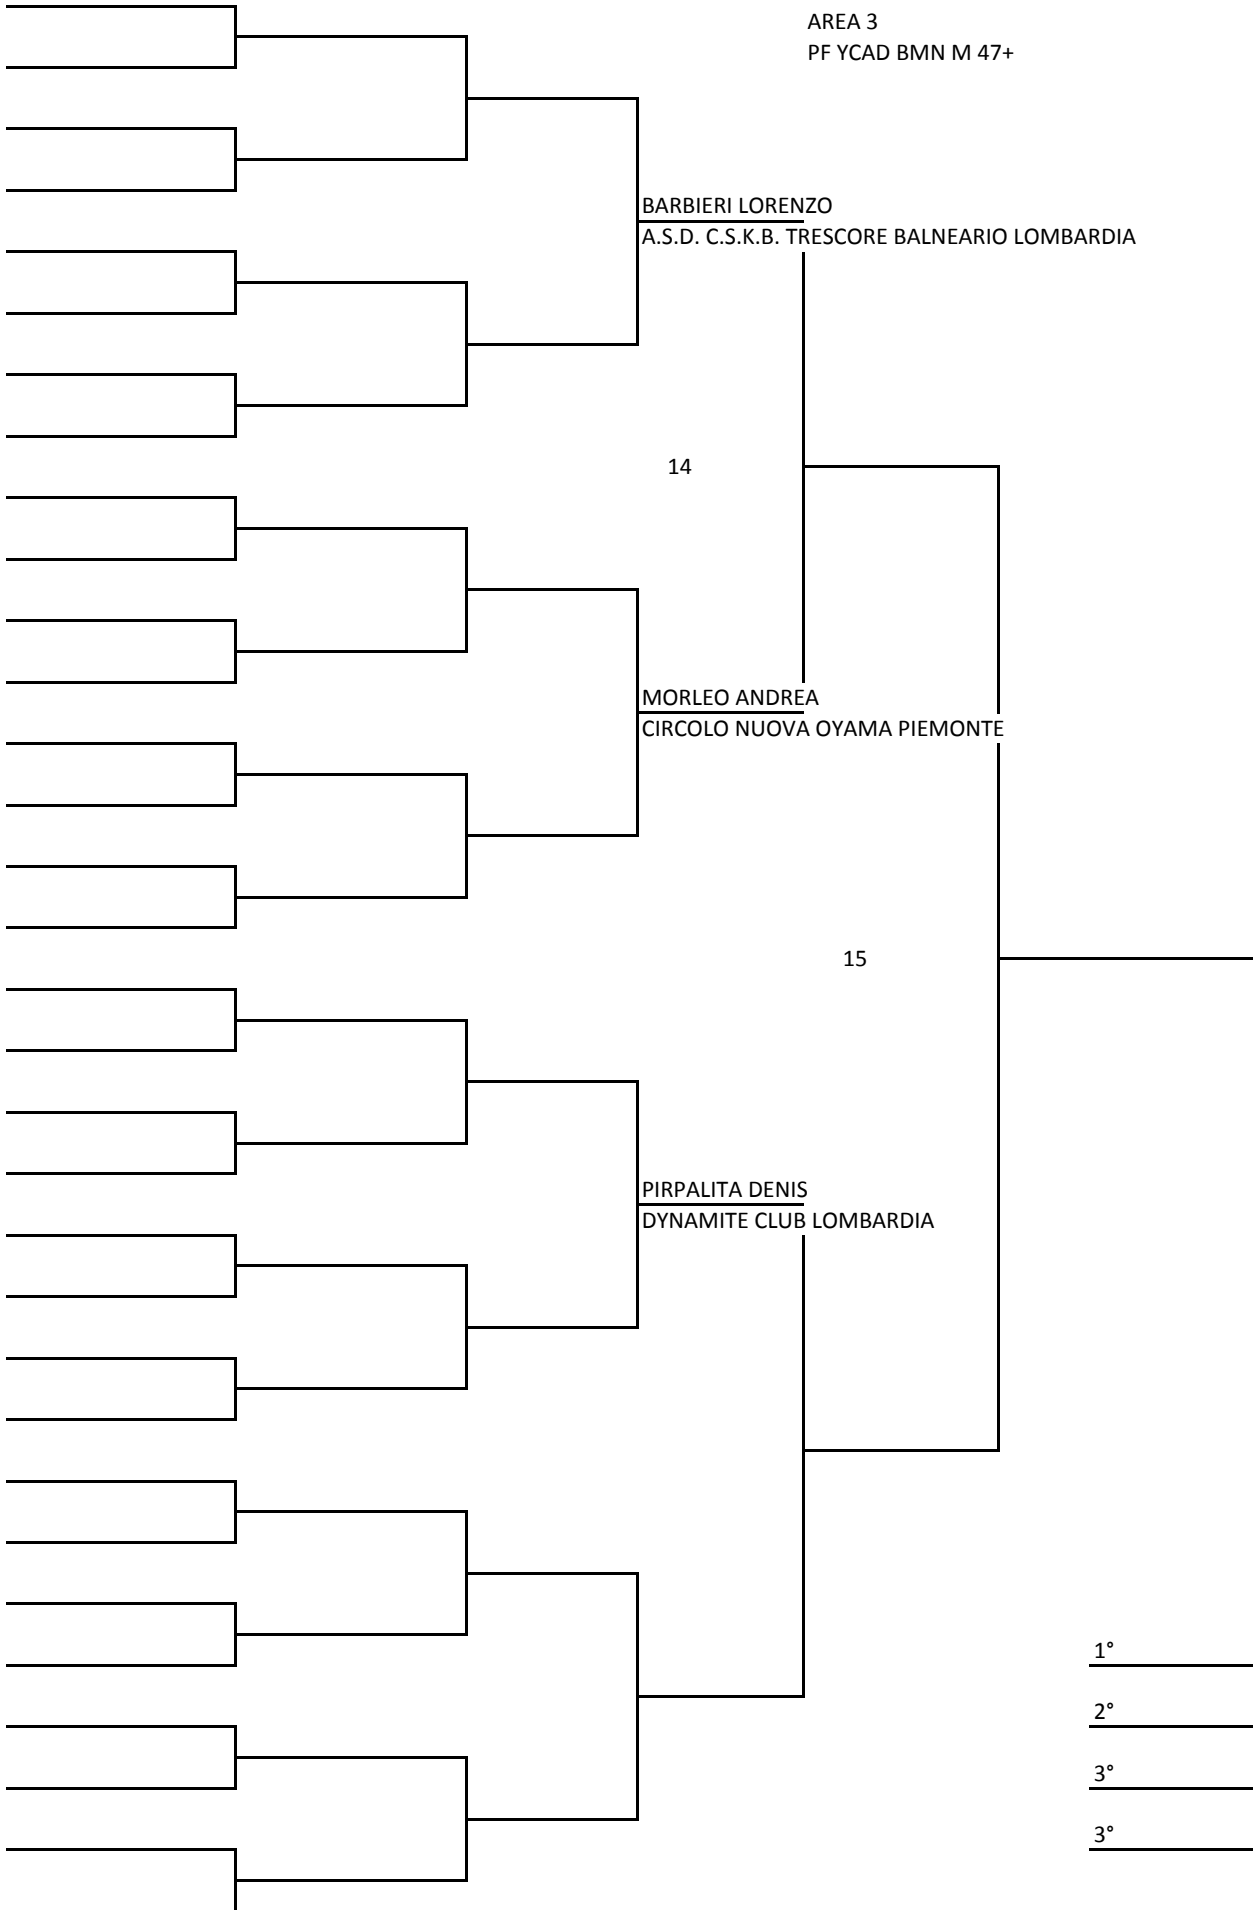 AREA 3
PF YCAD BMN M 47+
BARBIERI LORENZO
A.S.D. C.S.K.B. TRESCORE BALNEARIO LOMBARDIA
14
MORLEO ANDREA
CIRCOLO NUOVA OYAMA PIEMONTE
15
PIRPALITA DENIS
DYNAMITE CLUB LOMBARDIA
1°
2°
3°
3°